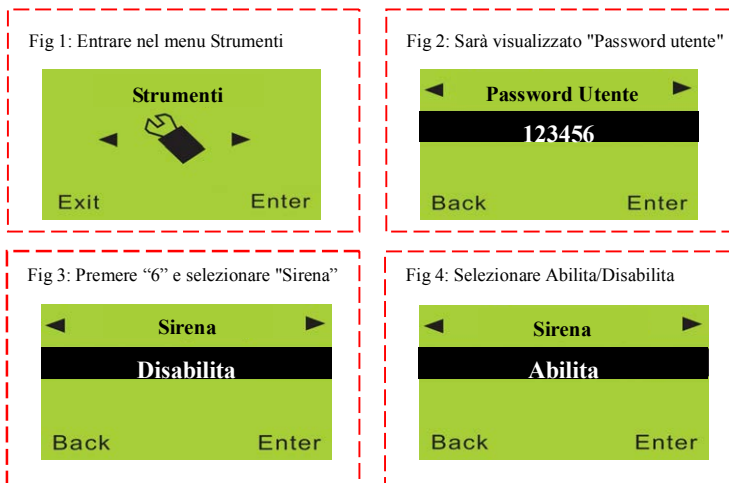 Fig 1: Entrare nel menu Strumenti
Strumenti
Exit Enter
Fig 2: Sarà visualizzato "Password utente"
Password Utente
123456
Back Enter
Fig 3: Premere “6” e selezionare "Sirena”
Sirena
Disabilita
Back Enter
Fig 4: Selezionare Abilita/Disabilita
Sirena
Abilita
Back Enter